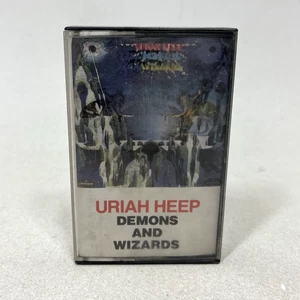 URIAH HEEP
DEMONS
AND
WIZARDS